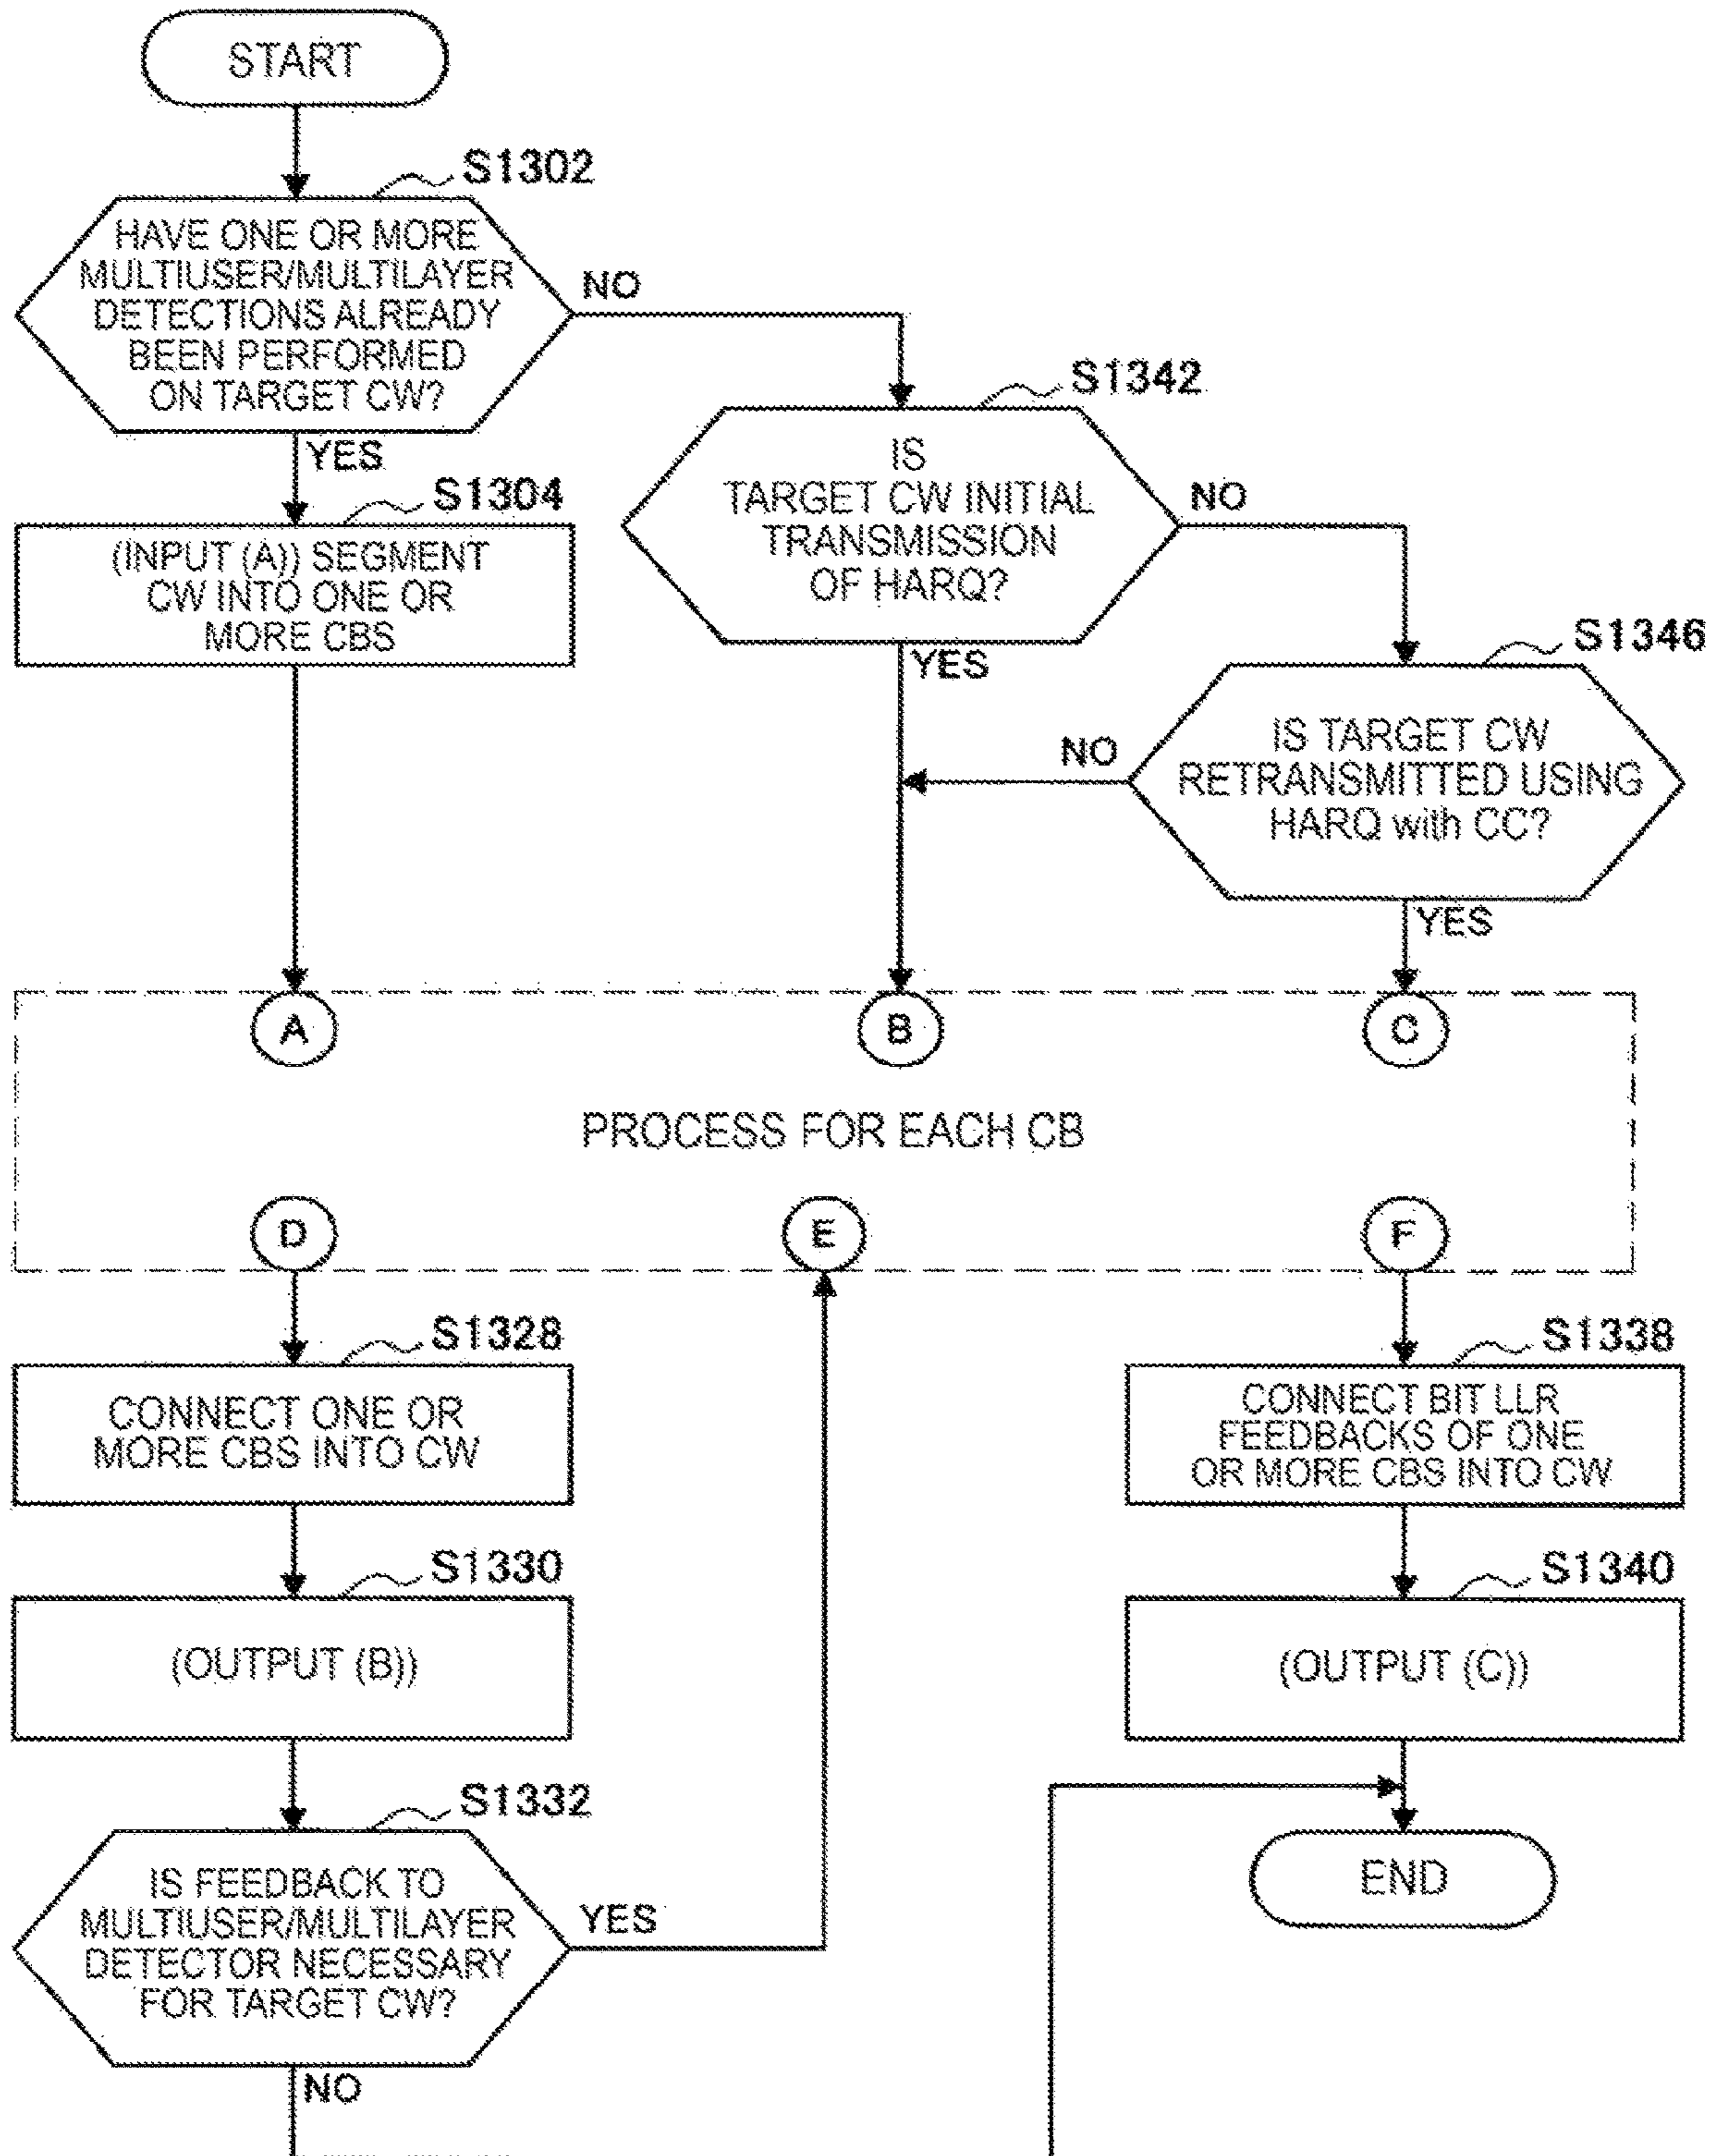 START
S1302
HAVE ONE OR MORE
MULTIUSER/MULTILAYER
DETECTIONS ALREADY
BEEN PERFORMED
ON TARGET CW?
NO
YES
S1342
IS
TARGET CW INITIAL
TRANSMISSION
OF HARQ?
NO
YES
S1304
(INPUT (A)) SEGMENT
CW INTO ONE OR
MORE CBS
S1346
IS TARGET CW
RETRANSMITTED USING
HARQ with CC?
NO
YES
A
B
C
PROCESS FOR EACH CB
D
E
F
S1328
CONNECT ONE OR
MORE CBS INTO CW
S1338
CONNECT BIT LLR
FEEDBACKS OF ONE
OR MORE CBS INTO CW
S1330
(OUTPUT (B))
S1340
(OUTPUT (C))
S1332
IS FEEDBACK TO
MULTIUSER/MULTILAYER
DETECTOR NECESSARY
FOR TARGET CW?
YES
NO
END